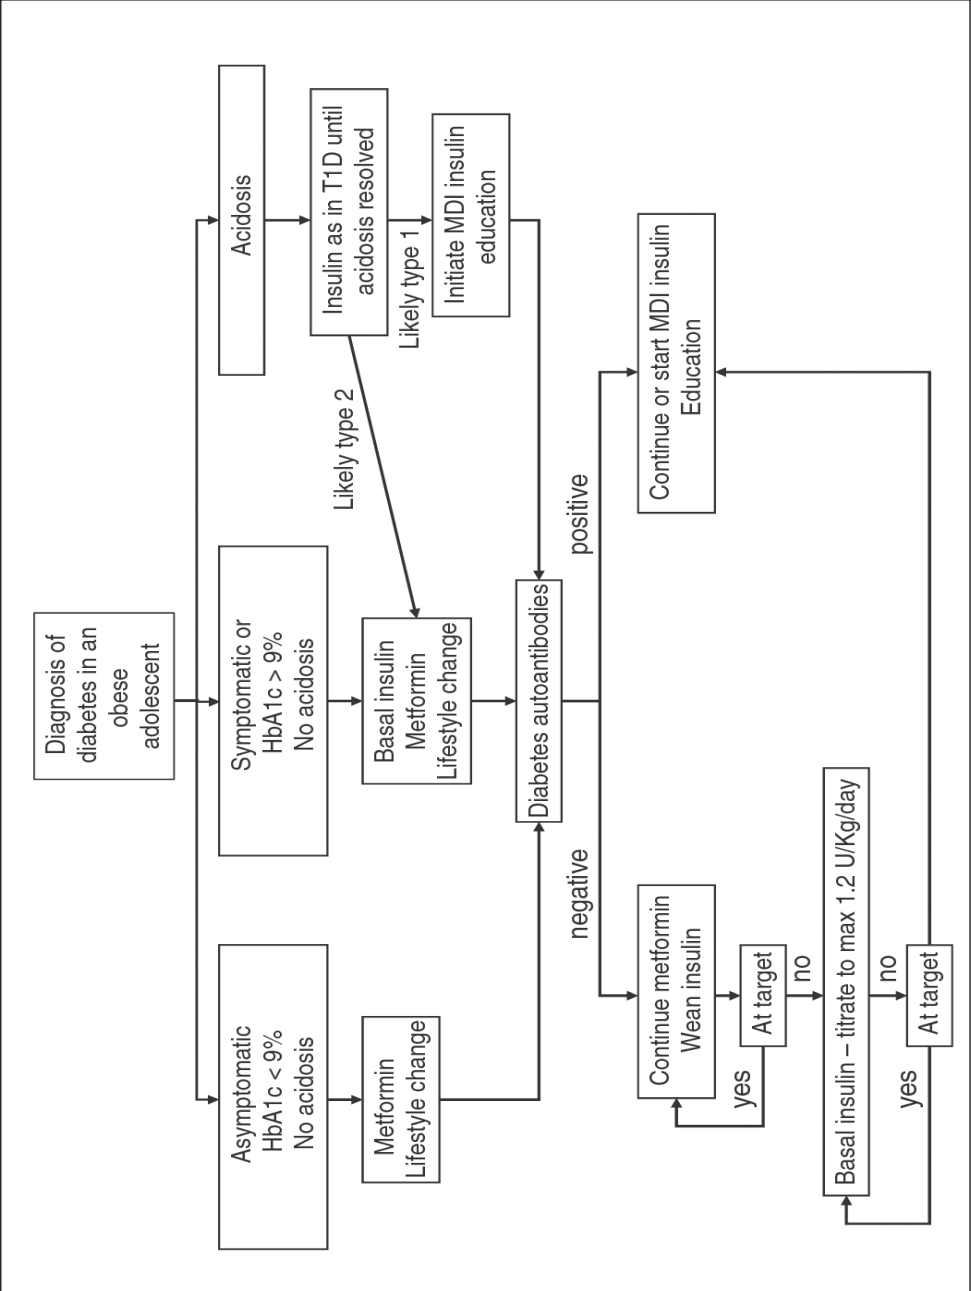 Diagnosis of
diabetes in an
obese
adolescent
Asymptomatic
HbA1c < 9%
No acidosis
Symptomatic or
HbA1c > 9%
No acidosis
Acidosis
Metformin
Lifestyle change
Basal insulin
Metformin
Lifestyle change
Insulin as in T1D until
acidosis resolved
Likely type 2
Likely type 1
Initiate MDI insulin
education
Diabetes autoantibodies
negative
positive
Continue metformin
Wean insulin
Continue or start MDI insulin
Education
At target
yes
no
Basal insulin – titrate to max 1.2 U/Kg/day
no
At target
yes